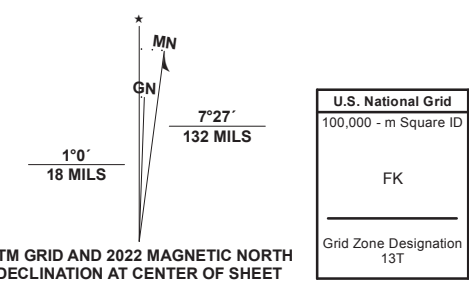 ★
MN
GN
7°27´
132 MILS
1°0´
18 MILS
TM GRID AND 2022 MAGNETIC NORTH
DECLINATION AT CENTER OF SHEET
U.S. National Grid
100,000 - m Square ID
FK
Grid Zone Designation
13T